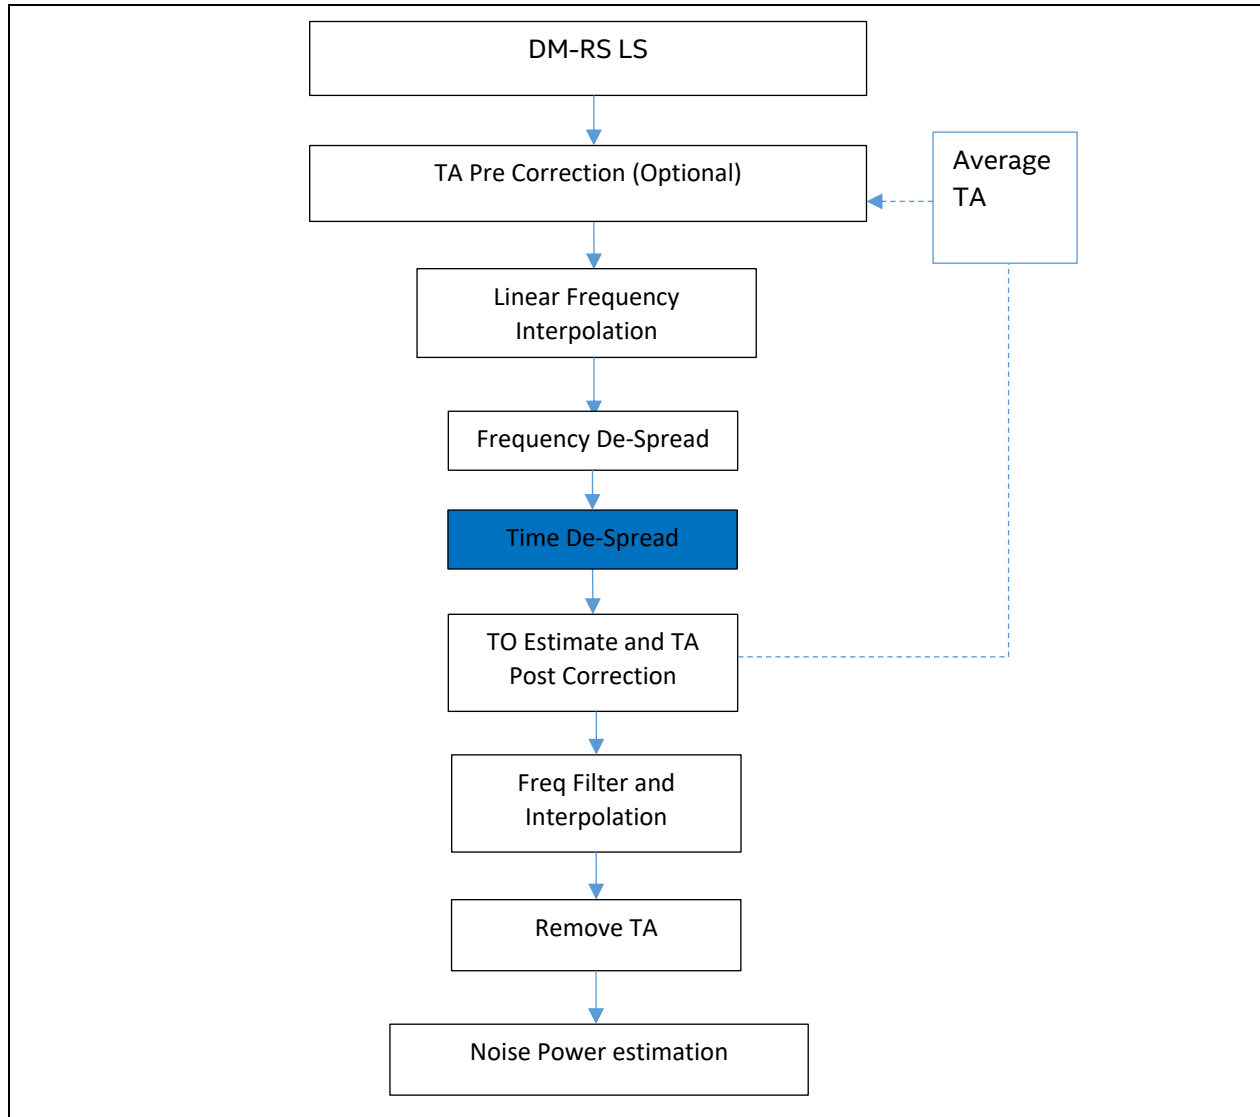 DM-RS LS
TA Pre Correction (Optional)
Average
TA
Linear Frequency
Interpolation
Frequency De-Spread
Time De-Spread
TO Estimate and TA
Post Correction
Freq Filter and
Interpolation
Remove TA
Noise Power estimation